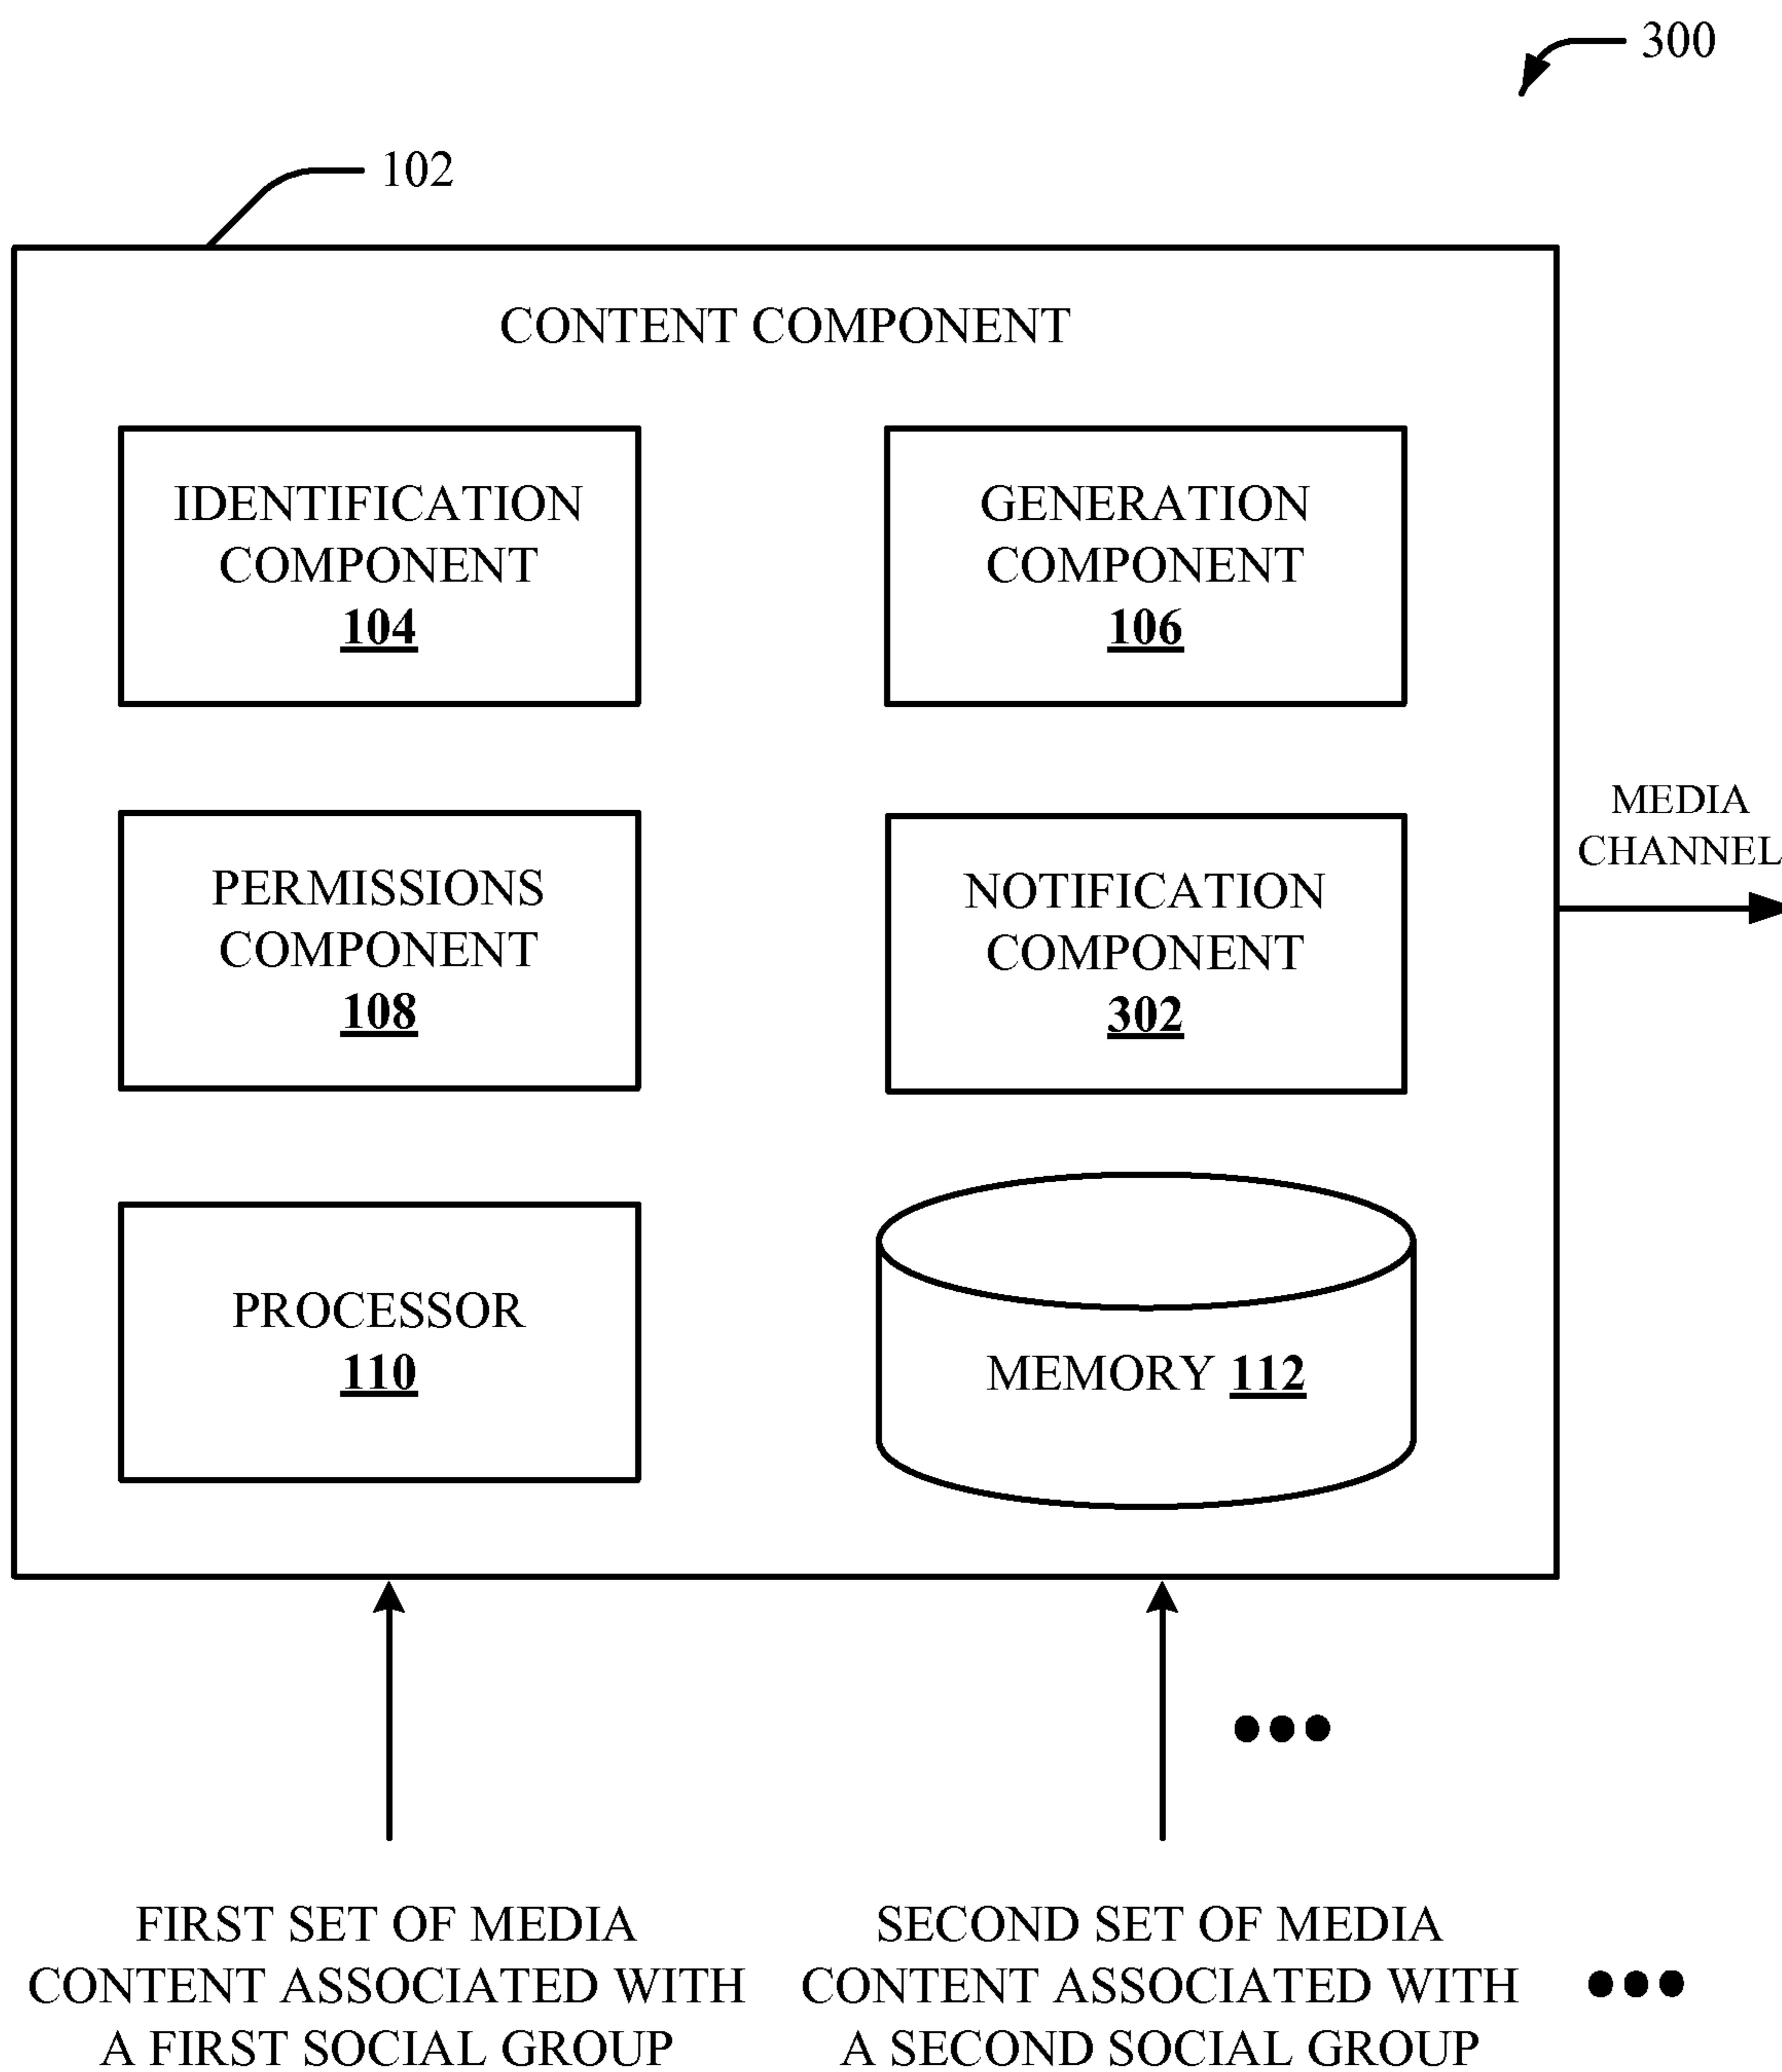 300
102
CONTENT COMPONENT
IDENTIFICATION
COMPONENT
104
GENERATION
COMPONENT
106
PERMISSIONS
COMPONENT
108
NOTIFICATION
COMPONENT
302
MEDIA
CHANNEL
PROCESSOR
110
MEMORY 112
FIRST SET OF MEDIA
CONTENT ASSOCIATED WITH
A FIRST SOCIAL GROUP
SECOND SET OF MEDIA
CONTENT ASSOCIATED WITH
A SECOND SOCIAL GROUP